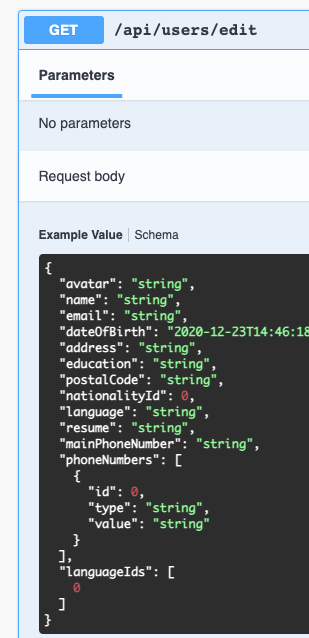 GET /api/users/edit
Parameters
No parameters
Request body
Example Value Schema
{
"avatar": "string",
"name": "string",
"email": "string",
"dateOfBirth": "2020-12-23T14:46:18
"address": "string",
"education": "string",
"postalCode": "string",
"nationalityId": 0,
"language": "string",
"resume": "string",
"mainPhoneNumber": "string",
"phoneNumbers": [
{
"id": 0,
"type": "string",
"value": "string"
}
],
"languageIds": [
0
]
}